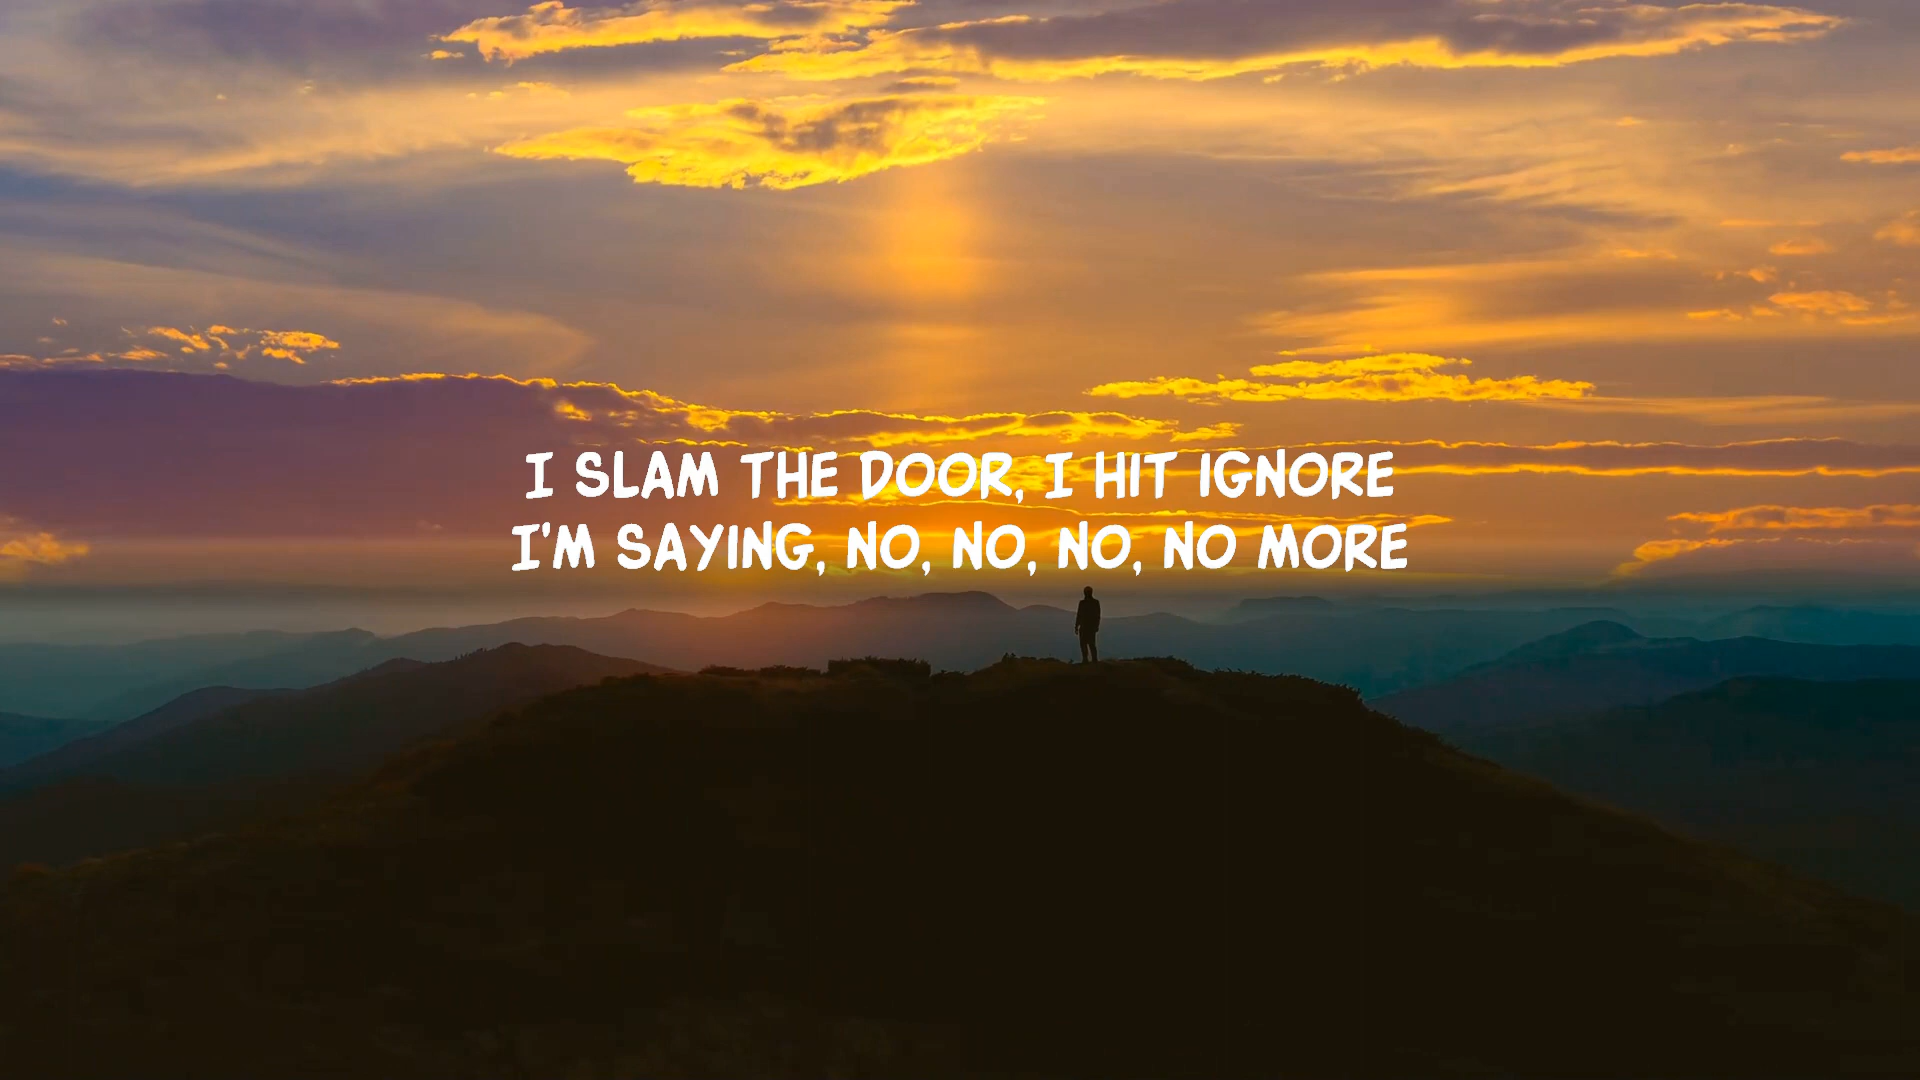 I SLAM THE DOOR, I HIT IGNORE
I'M SAYING, NO, NO, NO, NO MORE